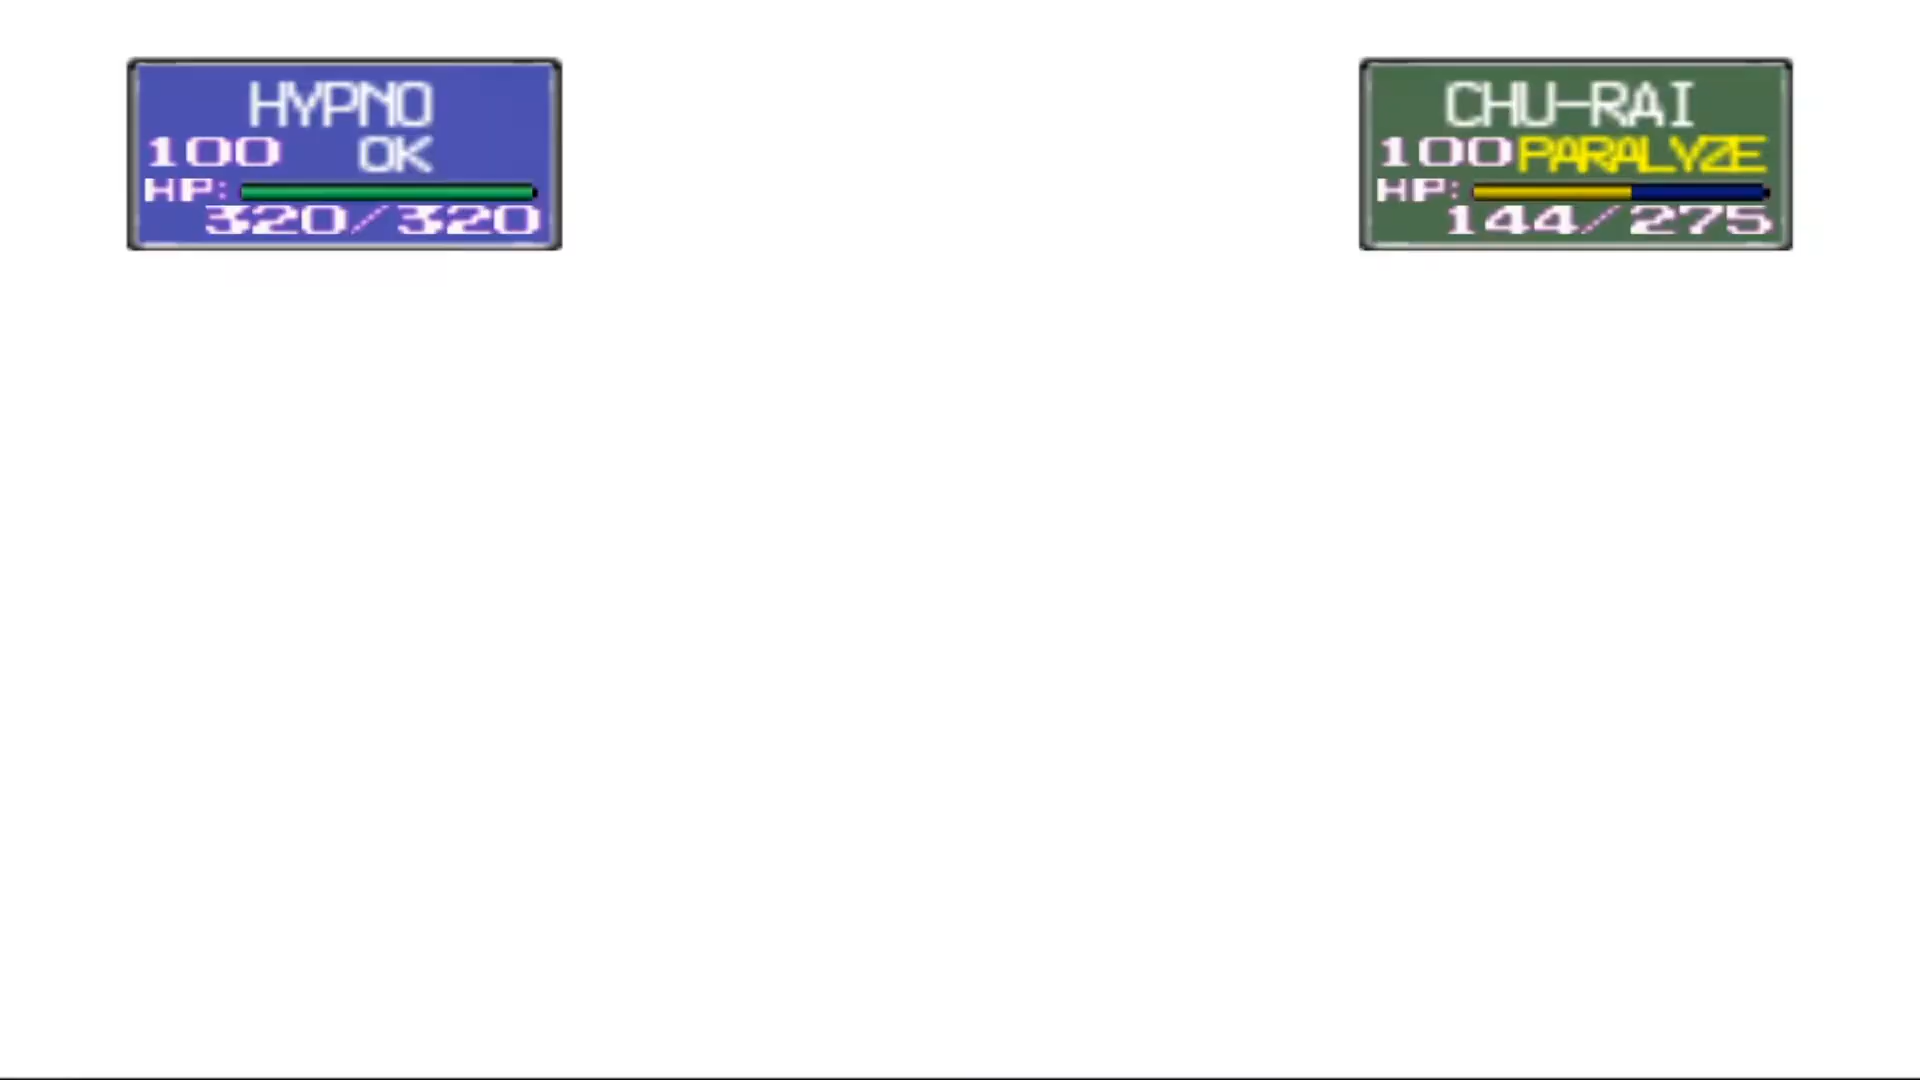 HYPNO
100 OK
HP:
320/320
CHU-RAI
100 PARALYZE
HP:
144/275